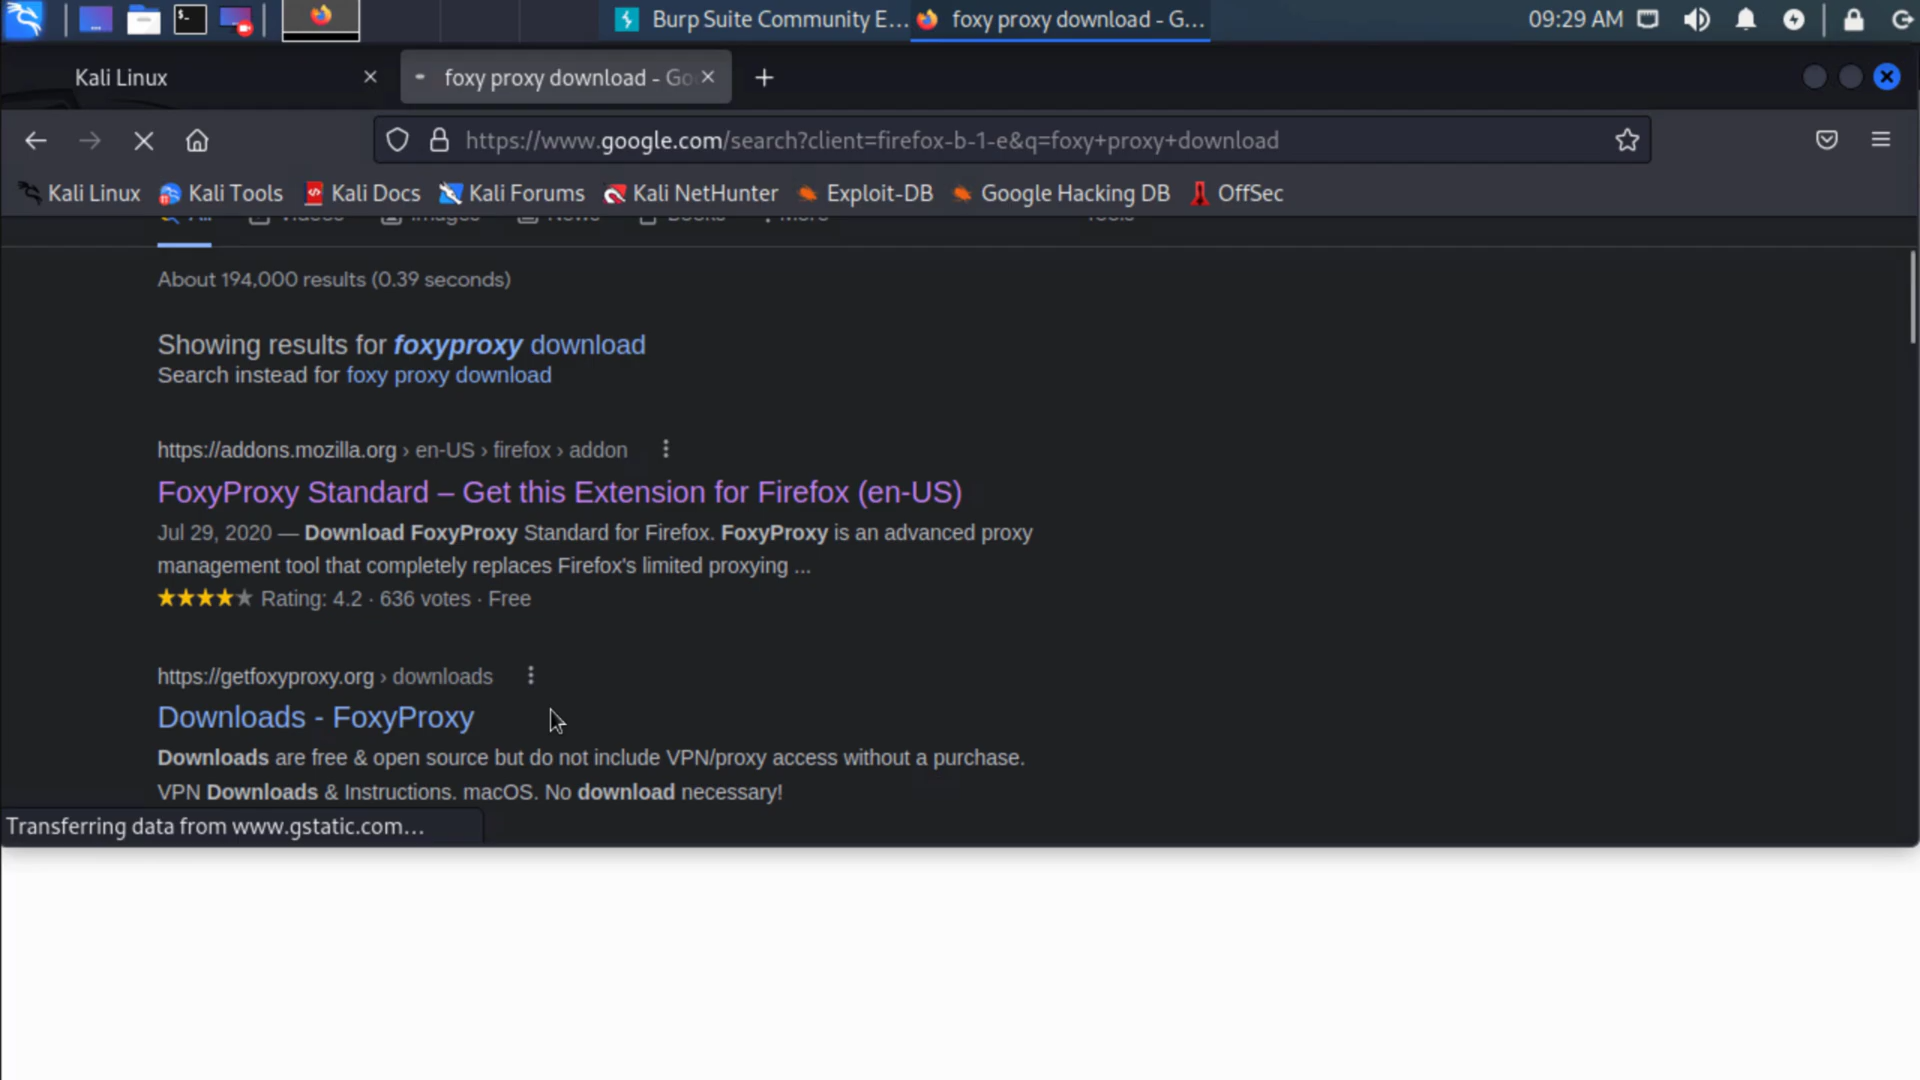 Burp Suite Community E...
foxy proxy download - G...
09:29 AM
Kali Linux
foxy proxy download - Go
https://www.google.com/search?client=firefox-b-1-e&q=foxy+proxy+download
Kali Linux
Kali Tools
Kali Docs
Kali Forums
Kali NetHunter
Exploit-DB
Google Hacking DB
OffSec
All
Videos
Images
News
Books
More
Tools
About 194,000 results (0.39 seconds)
Showing results for foxyproxy download
Search instead for foxy proxy download
https://addons.mozilla.org › en-US › firefox › addon
FoxyProxy Standard – Get this Extension for Firefox (en-US)
Jul 29, 2020 — Download FoxyProxy Standard for Firefox. FoxyProxy is an advanced proxy
management tool that completely replaces Firefox's limited proxying ...
Rating: 4.2 · 636 votes · Free
https://getfoxyproxy.org › downloads
Downloads - FoxyProxy
Downloads are free & open source but do not include VPN/proxy access without a purchase.
VPN Downloads & Instructions. macOS. No download necessary!
Transferring data from www.gstatic.com...